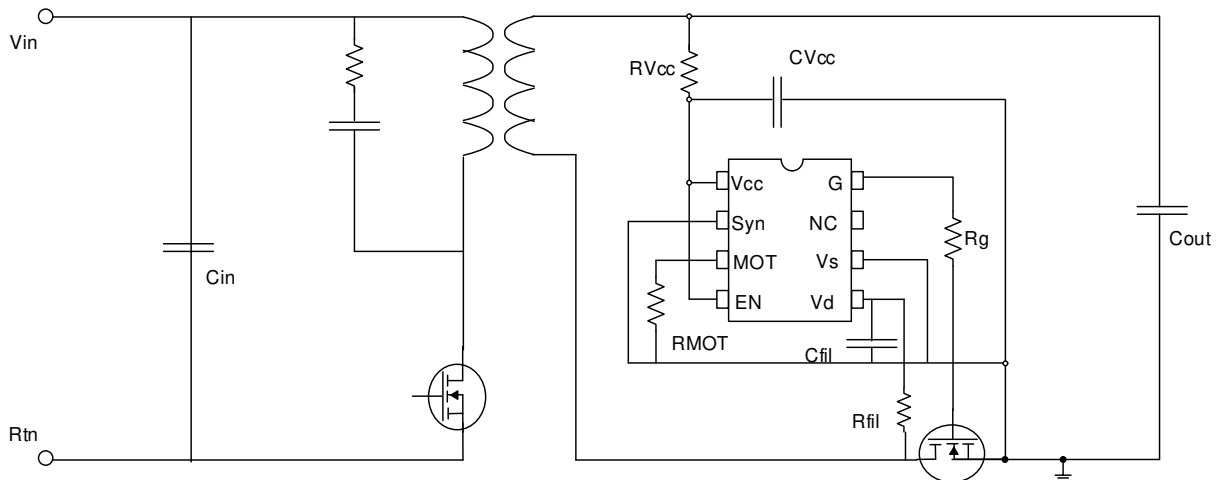 Vin
RVcc
CVcc
Vcc
G
Syn
NC
MOT
Vs
EN
Vd
Rg
Cout
Cin
RMOT
Cfil
Rfil
Rtn